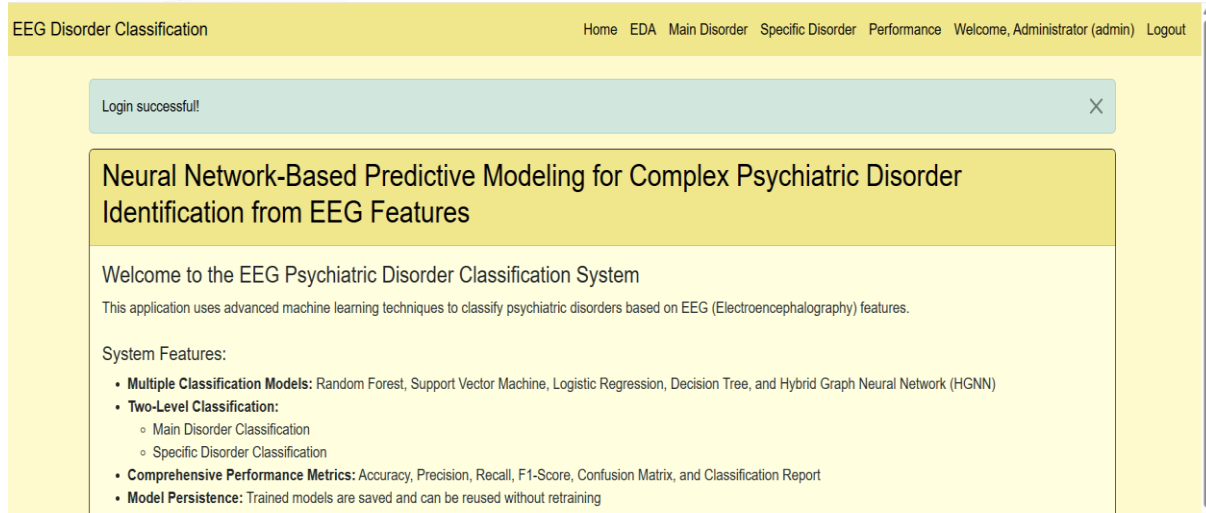 EEG Disorder Classification
Home EDA Main Disorder Specific Disorder Performance Welcome, Administrator (admin) Logout
Login successful!
Neural Network-Based Predictive Modeling for Complex Psychiatric Disorder
Identification from EEG Features
Welcome to the EEG Psychiatric Disorder Classification System
This application uses advanced machine learning techniques to classify psychiatric disorders based on EEG (Electroencephalography) features.
System Features:
• Multiple Classification Models: Random Forest, Support Vector Machine, Logistic Regression, Decision Tree, and Hybrid Graph Neural Network (HGNN)
• Two-Level Classification:
◦ Main Disorder Classification
◦ Specific Disorder Classification
• Comprehensive Performance Metrics: Accuracy, Precision, Recall, F1-Score, Confusion Matrix, and Classification Report
• Model Persistence: Trained models are saved and can be reused without retraining